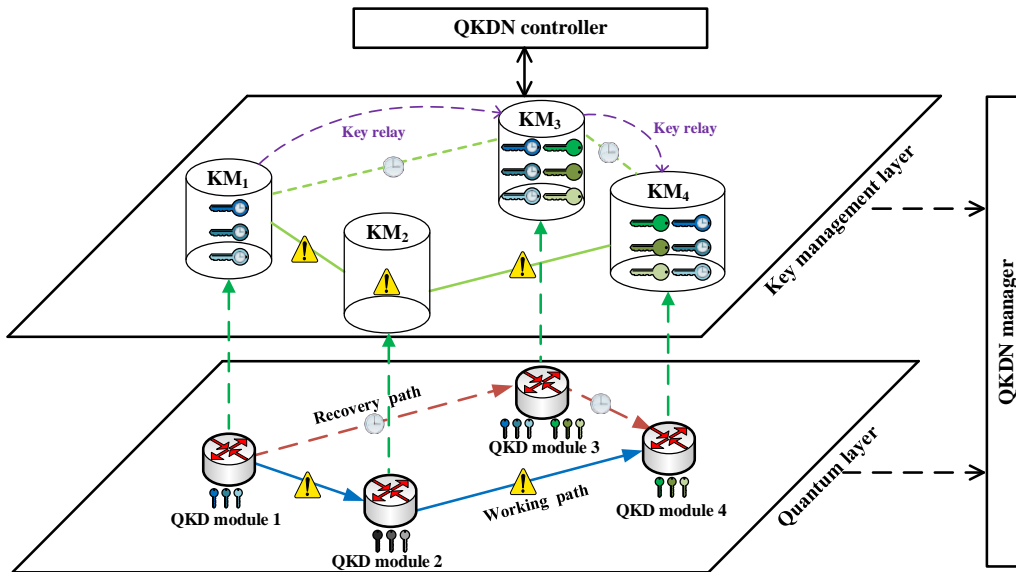 QKDN controller
Key relay
KM3
Key relay
KM1
KM4
KM2
Key management layer
QKDN manager
Recovery path
QKD module 3
Working path
QKD module 1
QKD module 4
QKD module 2
Quantum layer